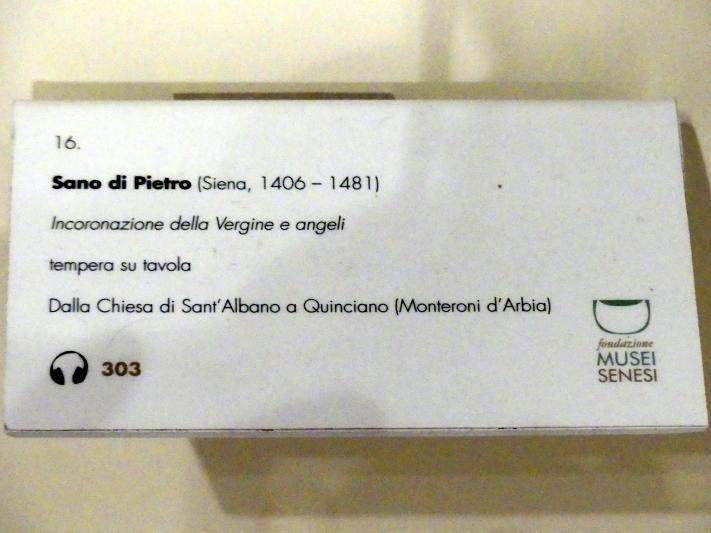 16.
Sano di Pietro (Siena, 1406 – 1481)
Incoronazione della Vergine e angeli
tempera su tavola
Dalla Chiesa di Sant'Albano a Quinciano (Monteroni d'Arbia)
303
fondazione
MUSEI
SENESI